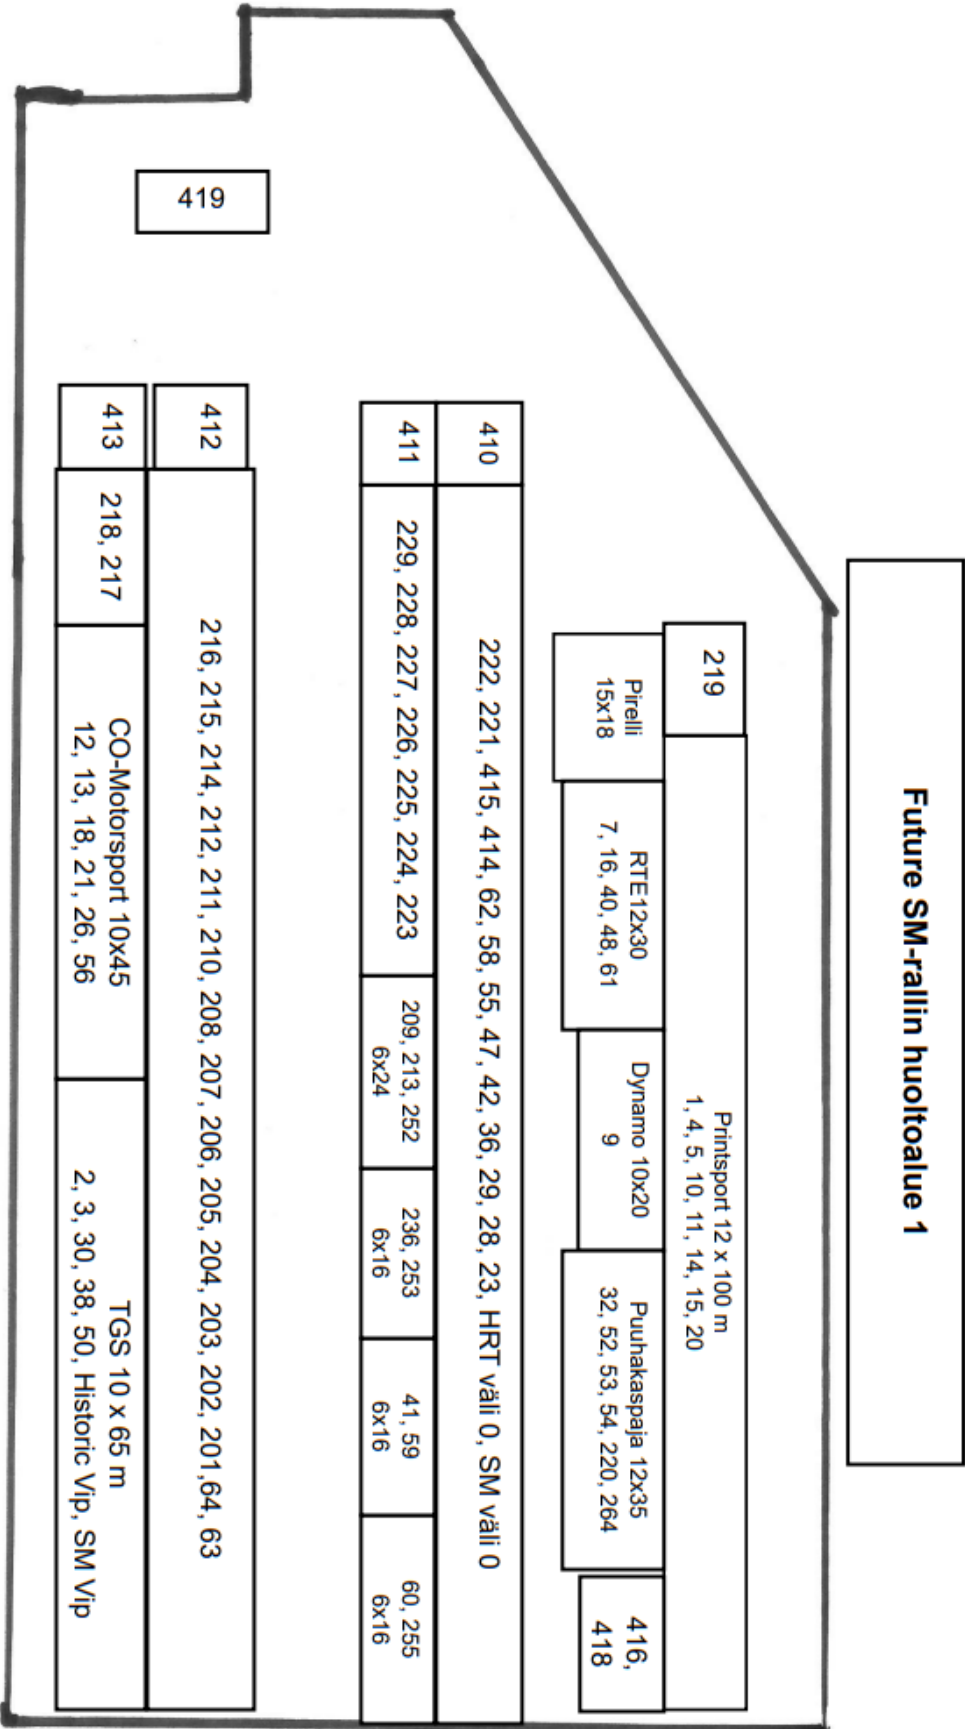 Future SM-rallin huoltoalue 1
219
Printsport 12 x 100 m
1, 4, 5, 10, 11, 14, 15, 20
Pirelli
15x18
RTE12x30
7, 16, 40, 48, 61
Dynamo 10x20
9
Puuhakaspaja 12x35
32, 52, 53, 54, 220, 264
416,
418
410
222, 221, 415, 414, 62, 58, 55, 47, 42, 36, 29, 28, 23, HRT väli 0, SM väli 0
411
229, 228, 227, 226, 225, 224, 223
209, 213, 252
6x24
236, 253
6x16
41, 59
6x16
60, 255
6x16
419
412
216, 215, 214, 212, 211, 210, 208, 207, 206, 205, 204, 203, 202, 201,64, 63
413
218, 217
CO-Motorsport 10x45
12, 13, 18, 21, 26, 56
TGS 10 x 65 m
2, 3, 30, 38, 50, Historic Vip, SM Vip